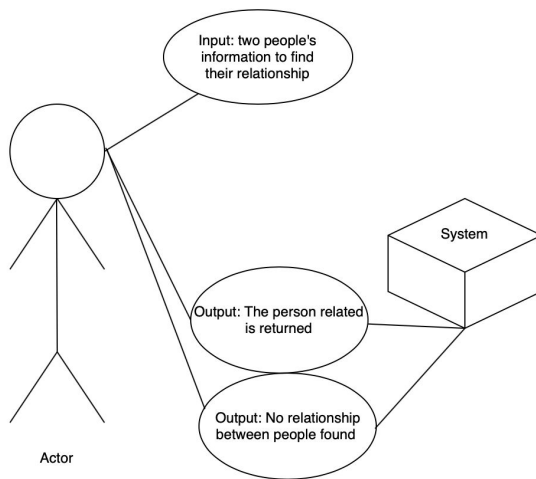 Input: two people's
information to find
their relationship
System
Output: The person related
is returned
Output: No relationship
between people found
Actor